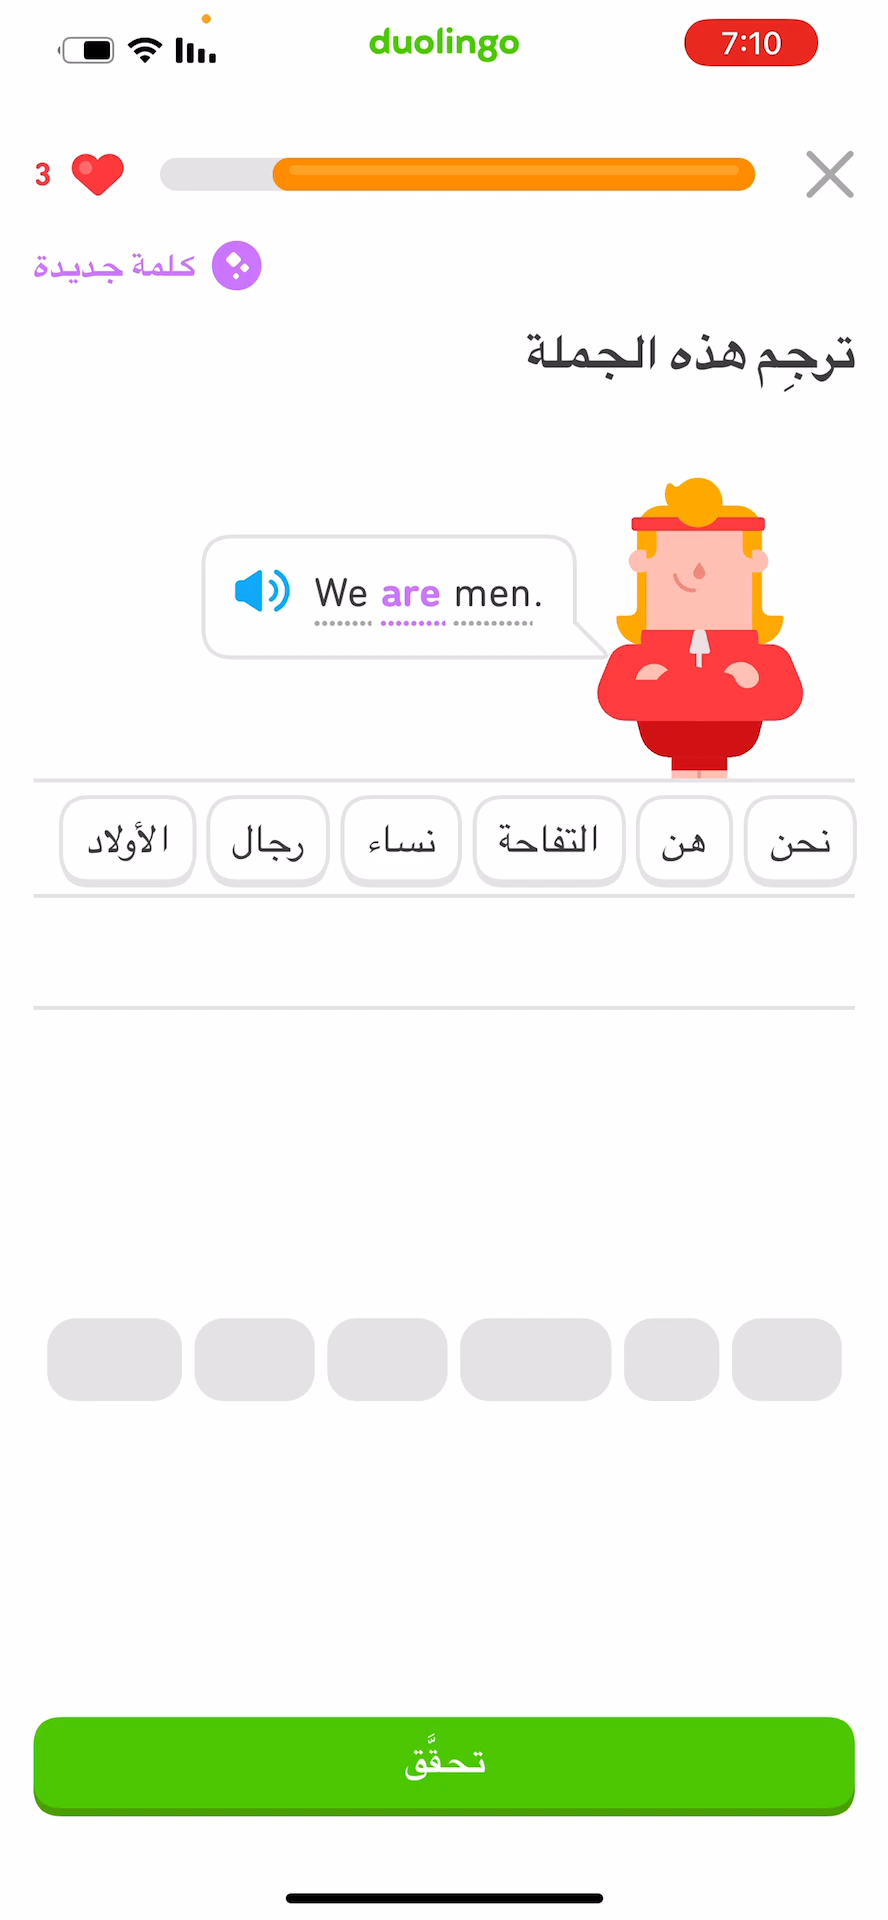 duolingo
7:10
3
كلمة جديدة
ترجِم هذه الجملة
We are men.
نحن هن التفاحة نساء رجال الأولاد
تحقَّق